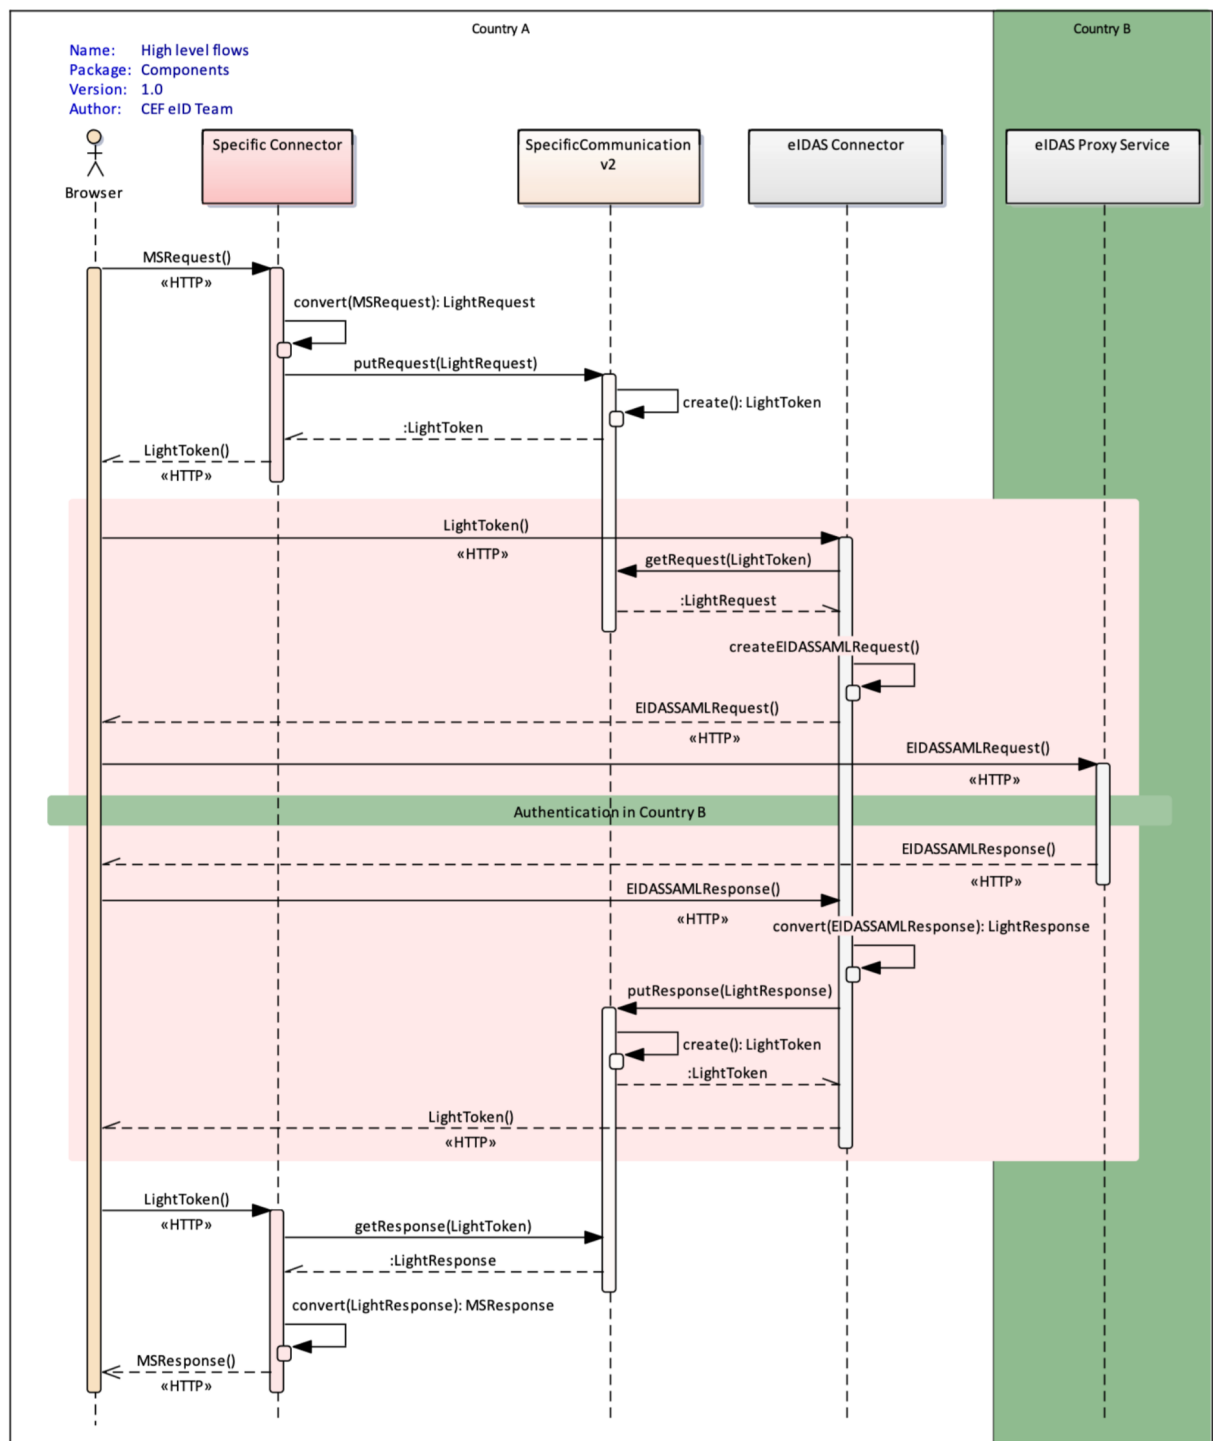 Country A
Country B
Name: High level flows
Package: Components
Version: 1.0
Author: CEF eID Team
Browser
Specific Connector
SpecificCommunication
v2
eIDAS Connector
eIDAS Proxy Service
MSRequest()
«HTTP»
convert(MSRequest): LightRequest
putRequest(LightRequest)
create(): LightToken
:LightToken
LightToken()
«HTTP»
LightToken()
«HTTP»
getRequest(LightToken)
:LightRequest
createEIDASSAMLRequest()
EIDASSAMLRequest()
«HTTP»
EIDASSAMLRequest()
«HTTP»
Authentication in Country B
EIDASSAMLResponse()
«HTTP»
EIDASSAMLResponse()
«HTTP»
convert(EIDASSAMLResponse): LightResponse
putResponse(LightResponse)
create(): LightToken
:LightToken
LightToken()
«HTTP»
LightToken()
«HTTP»
getResponse(LightToken)
:LightResponse
convert(LightResponse): MSResponse
MSResponse()
«HTTP»